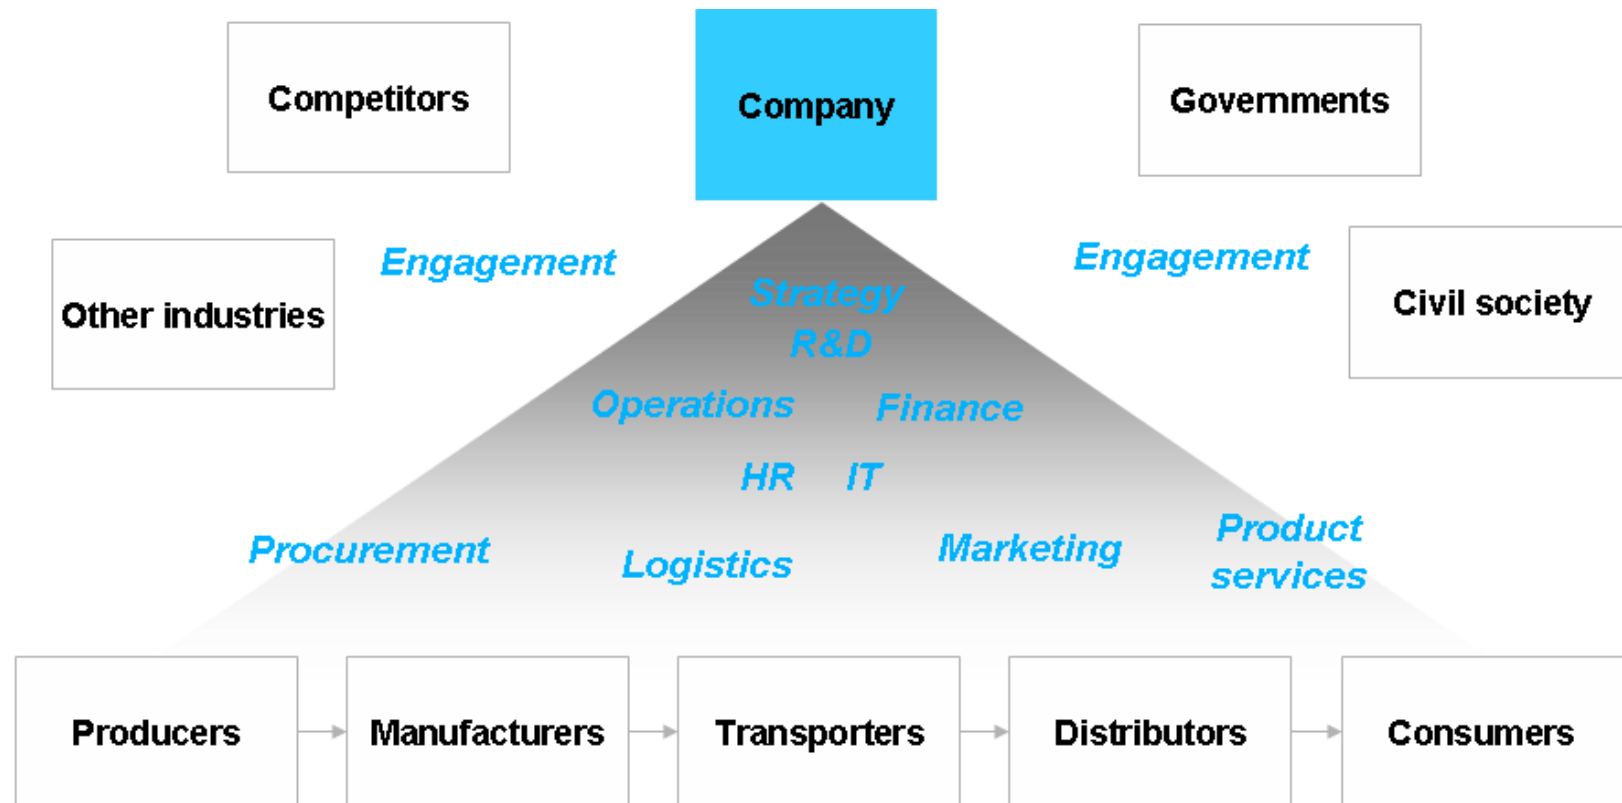 Competitors
Company
Governments
Engagement
Engagement
Other industries
Civil society
Strategy
R&D
Operations
Finance
HR
IT
Procurement
Logistics
Marketing
Product
services
Producers
Manufacturers
Transporters
Distributors
Consumers